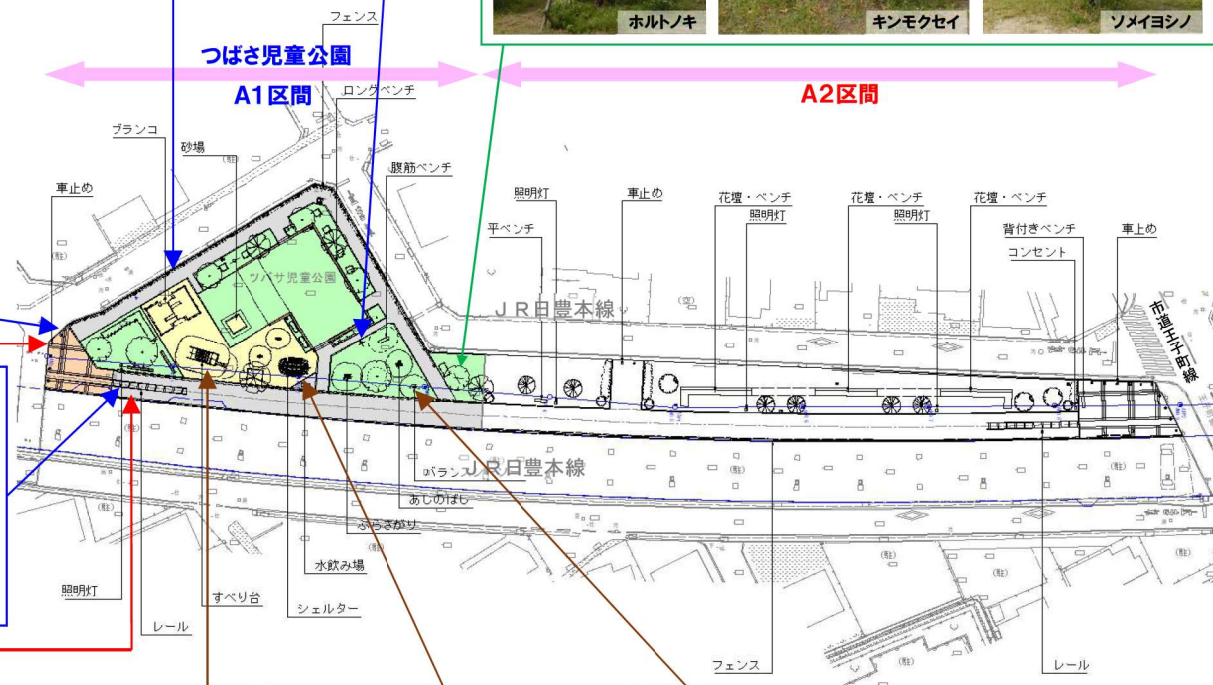 ホルトノキ
キンモクセイ
ソメイヨシノ
フェンス
つばさ児童公園
A1区間
A2区間
ロングベンチ
ブランコ
砂場
腹筋ベンチ
車止め
照明灯
車止め
花壇・ベンチ
照明灯
花壇・ベンチ
照明灯
花壇・ベンチ
平ベンチ
背付きベンチ
車止め
コンセント
ツバサ児童公園
JR日豊本線
(空)
市道王子町線
JR日豊本線
バランス
あしのばし
ぶらさがり
水飲み場
照明灯
すべり台
シェルター
レール
フェンス
レール
(駐)
(駐)
(駐)
(駐)
(駐)
(駐)
(駐)